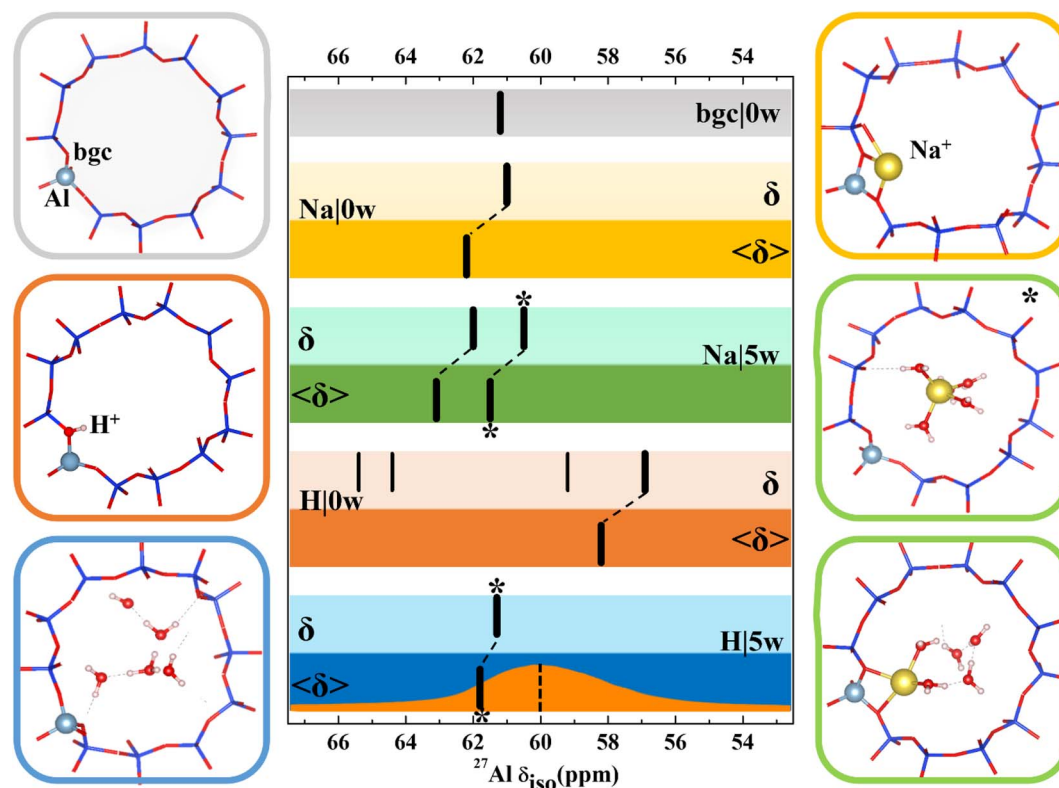 66 64 62 60 58 56 54
bgc
Al
bgc|0w
Na⁺
Na|0w
δ
<δ>
*
*
δ
Na|5w
<δ>
*
H⁺
δ
H|0w
<δ>
*
δ
H|5w
<δ>
*
66 64 62 60 58 56 54
²⁷Al δiso(ppm)